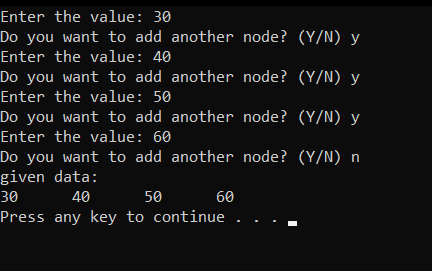 Enter the value: 30
Do you want to add another node? (Y/N) y
Enter the value: 40
Do you want to add another node? (Y/N) y
Enter the value: 50
Do you want to add another node? (Y/N) y
Enter the value: 60
Do you want to add another node? (Y/N) n
given data:
30      40      50      60
Press any key to continue . . .